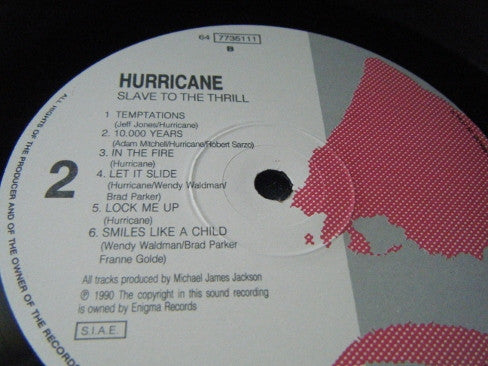 64 7736111
B
HURRICANE
SLAVE TO THE THRILL
1 TEMPTATIONS
(Jeff Jones/Hurricane)
2. 10,000 YEARS
(Adam Mitchell/Hurricane/Robert Sarzo)
3. IN THE FIRE
(Hurricane)
4. LET IT SLIDE
(Hurricane/Wendy Waldman/
Brad Parker)
5. LOCK ME UP
(Hurricane)
6. SMILES LIKE A CHILD
(Wendy Waldman/Brad Parker
Franne Golde)
2
All tracks produced by Michael James Jackson
℗ 1990 The copyright in this sound recording
is owned by Enigma Records
S.I.A.E.
ALL RIGHTS OF THE PRODUCER AND OF THE OWNER OF THE RECORDED